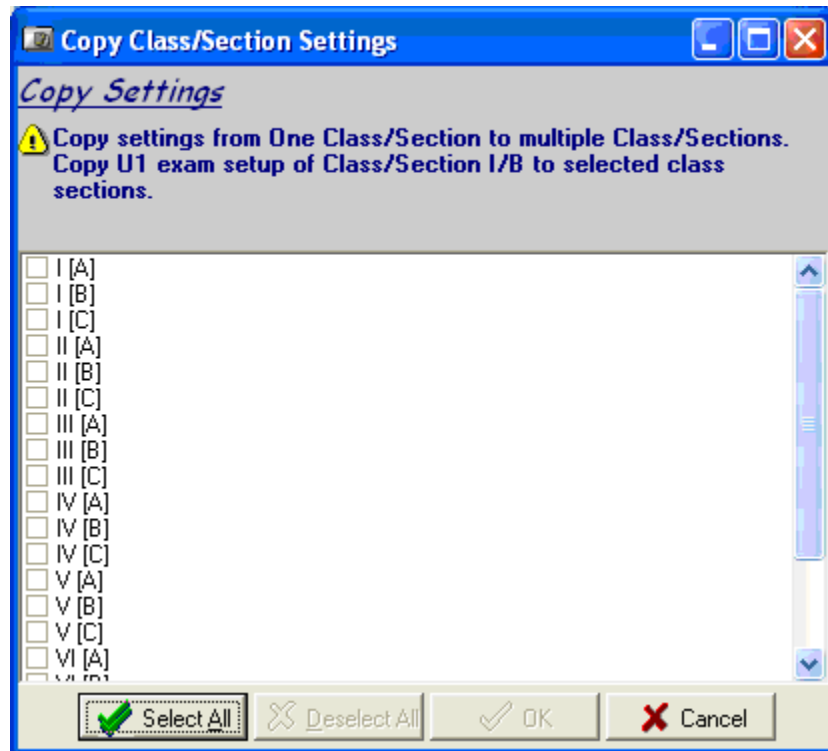 Copy Class/Section Settings
Copy Settings
Copy settings from One Class/Section to multiple Class/Sections.
Copy U1 exam setup of Class/Section I/B to selected class
sections.
I [A]
I [B]
I [C]
II [A]
II [B]
II [C]
III [A]
III [B]
III [C]
IV [A]
IV [B]
IV [C]
V [A]
V [B]
V [C]
VI [A]
VI [B]
Select All Deselect All OK Cancel